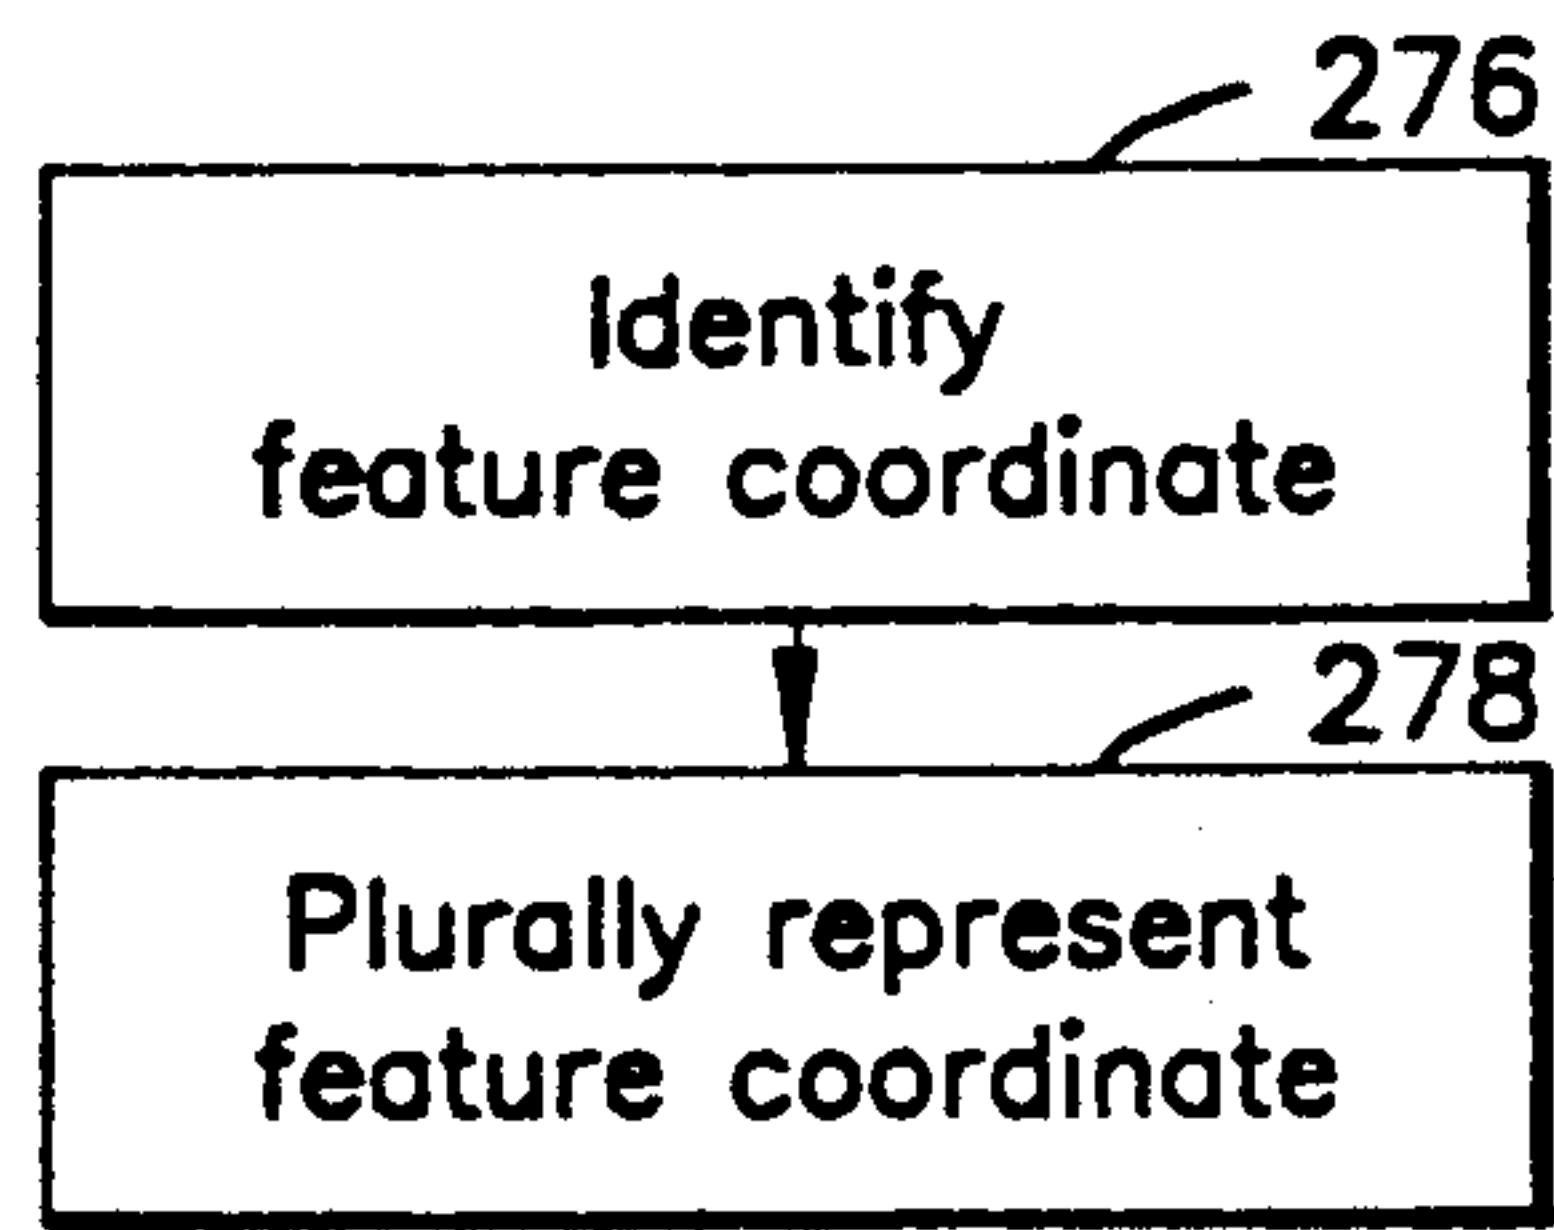 276
Identify
feature coordinate
278
Plurally represent
feature coordinate